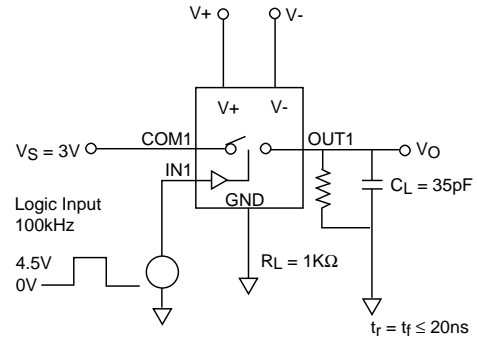 V+
V-
V+
V-
COM1
OUT1
VS = 3V
VO
IN1
CL = 35pF
GND
Logic Input
100kHz
RL = 1KΩ
4.5V
0V
tr = tf ≤ 20ns